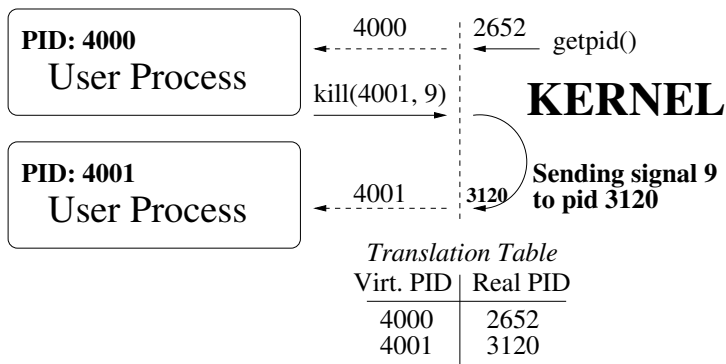 PID: 4000
User Process
4000
2652
getpid()
kill(4001, 9)
KERNEL
PID: 4001
User Process
4001
3120
Sending signal 9
to pid 3120
Translation Table
Virt. PID Real PID
4000 2652
4001 3120